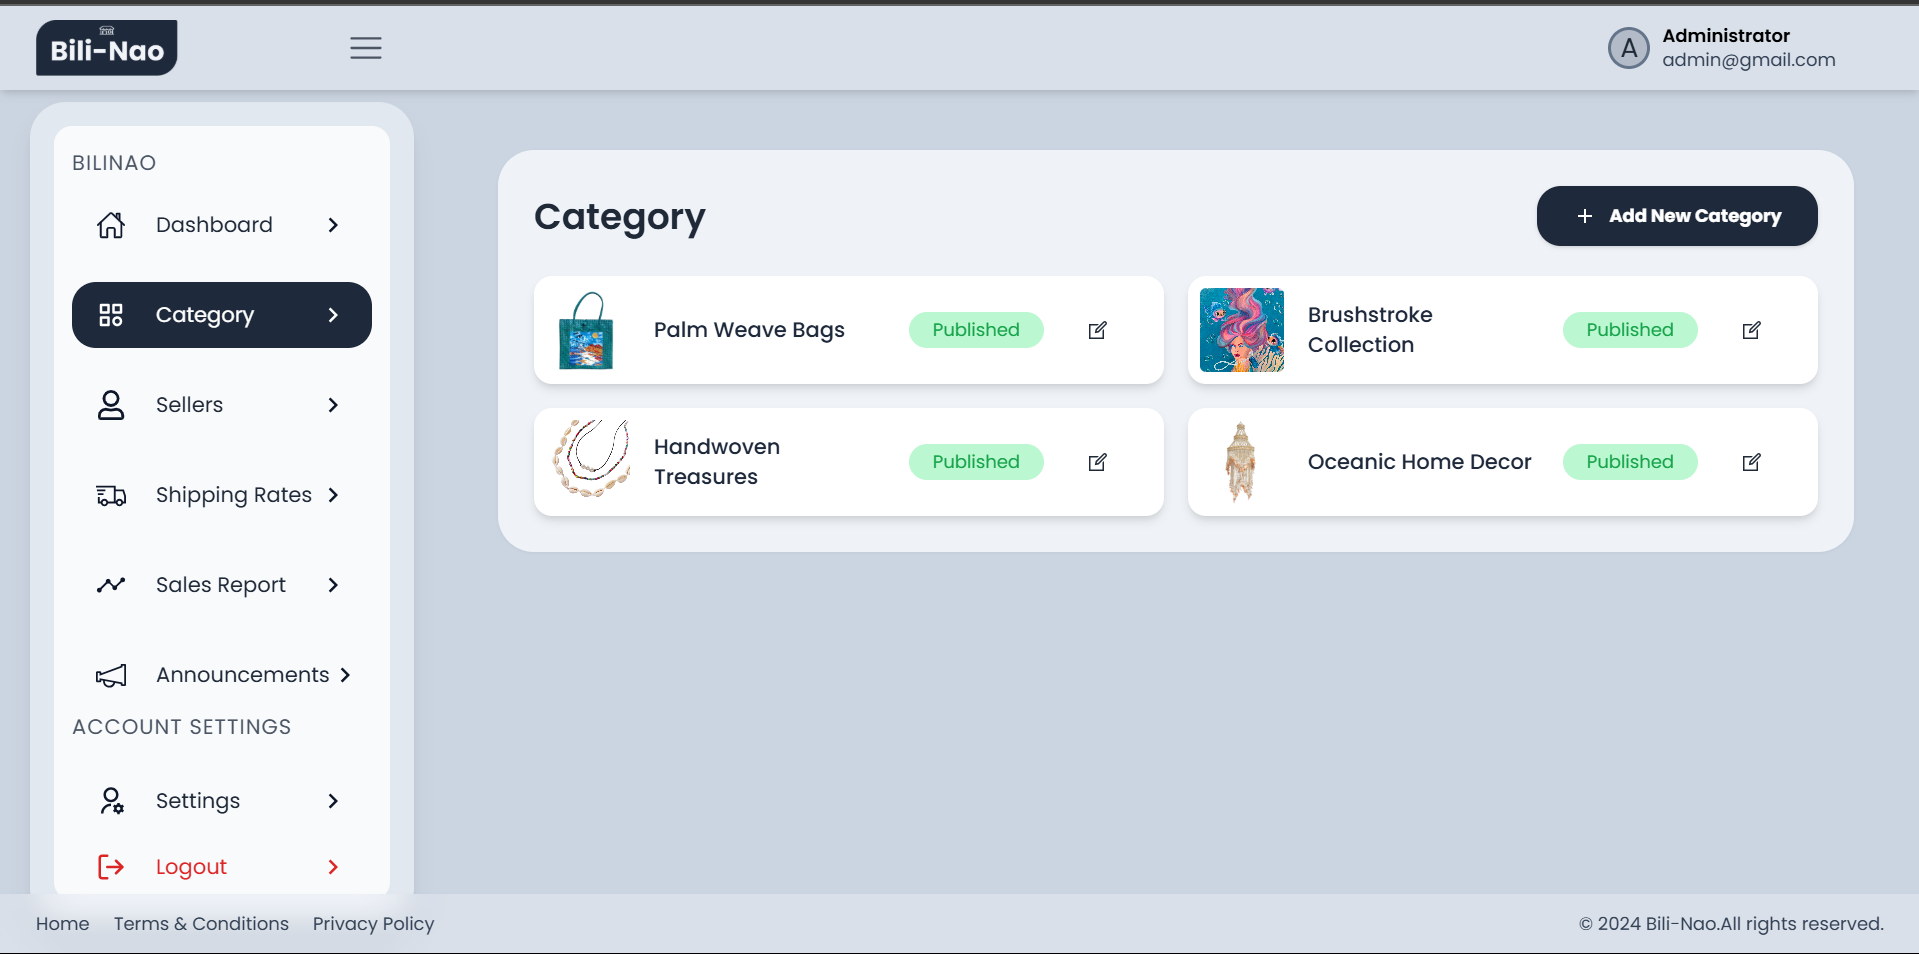 Bili-Nao
A
Administrator
admin@gmail.com
BILINAO
Dashboard
Category
Sellers
Shipping Rates
Sales Report
Announcements
ACCOUNT SETTINGS
Settings
Logout
Category
Add New Category
Palm Weave Bags
Published
Brushstroke
Collection
Published
Handwoven
Treasures
Published
Oceanic Home Decor
Published
Home
Terms & Conditions
Privacy Policy
© 2024 Bili-Nao.All rights reserved.